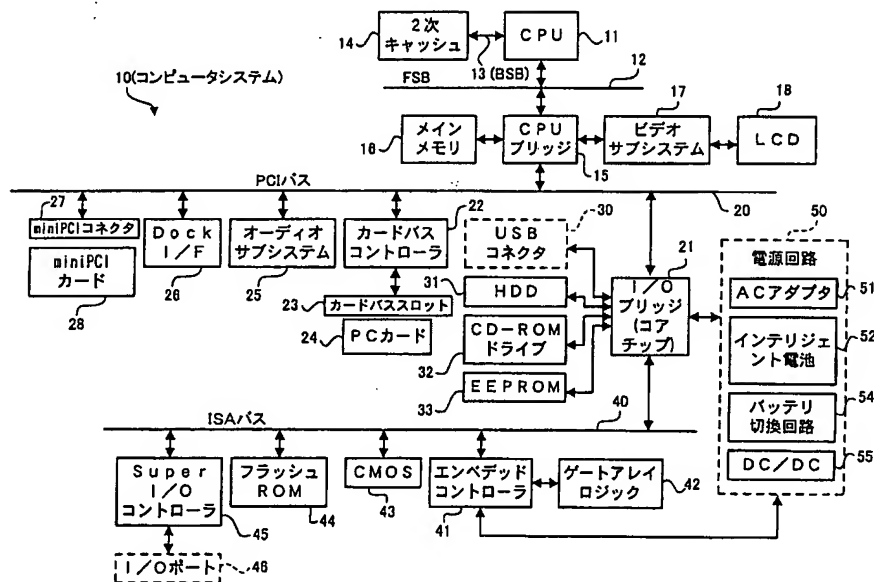 2次
キャッシュ
14
13(BSB)
CPU
11
FSB
12
10(コンピュータシステム)
17
18
メイン
メモリ
16
CPU
ブリッジ
15
ビデオ
サブシステム
LCD
PCIバス
20
27
miniPCIコネクタ
miniPCI
カード
28
Dock
I/F
26
オーディオ
サブシステム
25
22
カードバス
コントローラ
23
カードバススロット
24
PCカード
30
USB
コネクタ
31
HDD
CD-ROM
ドライブ
32
EEPROM
33
21
I/O
ブリッジ
(コア
チップ)
50
電源回路
ACアダプタ
51
インテリジェ
ント電池
52
バッテリ
切換回路
54
DC/DC
55
ISAバス
40
Super
I/O
コントローラ
45
フラッシュ
ROM
44
CMOS
43
エンベデッド
コントローラ
41
ゲートアレイ
ロジック
42
I/Oポート
46